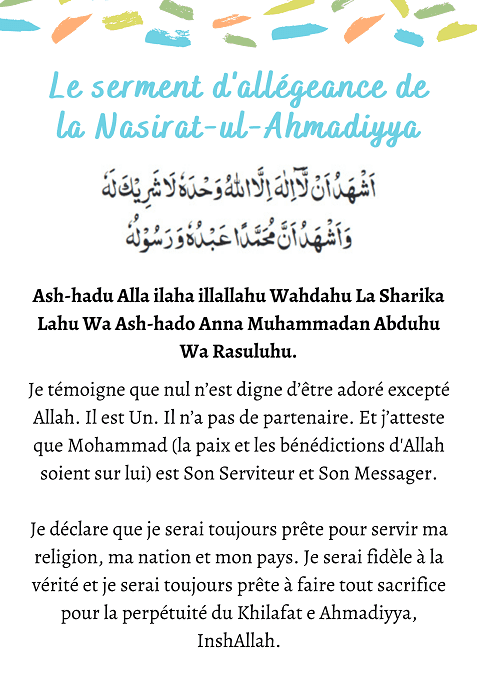 Le serment d'allégeance de
la Nasirat-ul-Ahmadiyya
اَشْهَدُ اَنْ لَّآ اِلٰهَ اِلَّا اللّٰهُ وَحْدَهٗ لَا شَرِيْكَ لَهٗ
وَ اَشْهَدُ اَنَّ مُحَمَّدًا عَبْدُهٗ وَ رَسُوْلُهٗ
Ash-hadu Alla ilaha illallahu Wahdahu La Sharika
Lahu Wa Ash-hado Anna Muhammadan Abduhu
Wa Rasuluhu.
Je témoigne que nul n’est digne d’être adoré excepté
Allah. Il est Un. Il n’a pas de partenaire. Et j’atteste
que Mohammad (la paix et les bénédictions d'Allah
soient sur lui) est Son Serviteur et Son Messager.
Je déclare que je serai toujours prête pour servir ma
religion, ma nation et mon pays. Je serai fidèle à la
vérité et je serai toujours prête à faire tout sacrifice
pour la perpétuité du Khilafat e Ahmadiyya,
InshAllah.